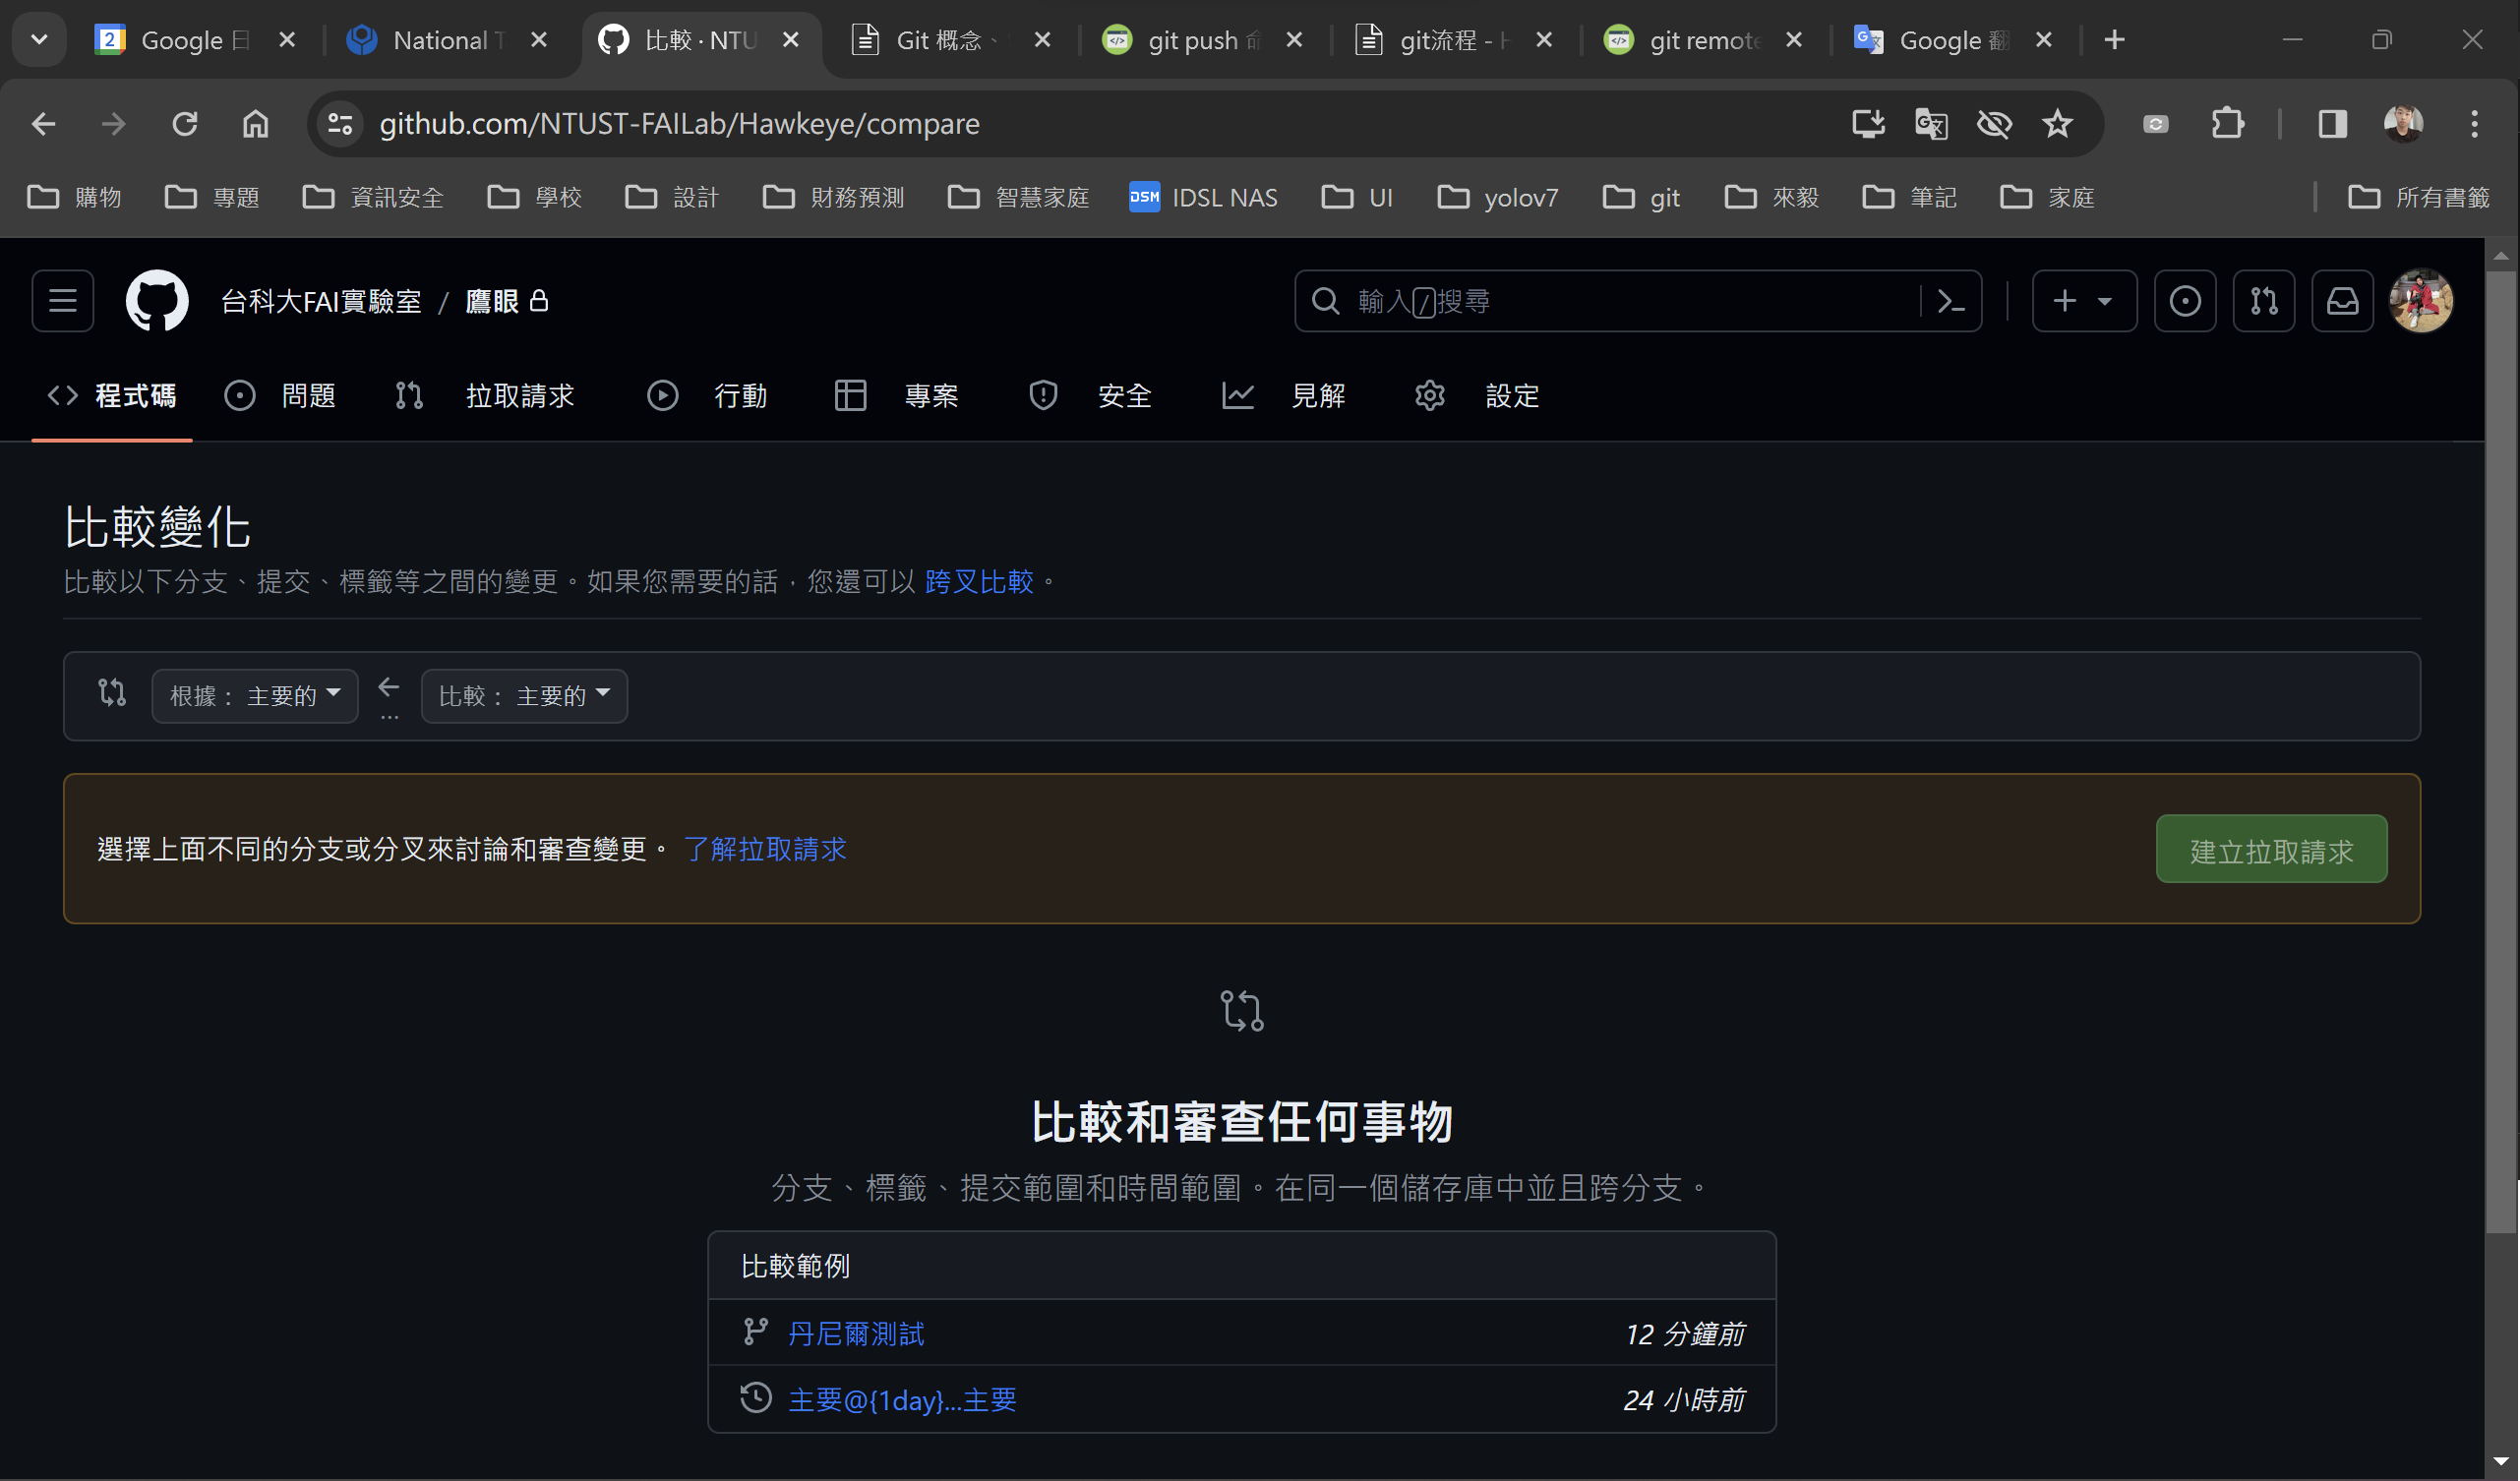 Google 日
National T
比較 · NTU
Git 概念、
git push 命
git流程 - H
git remote
Google 翻
github.com/NTUST-FAILab/Hawkeye/compare
購物 專題 資訊安全 學校 設計 財務預測 智慧家庭 DSM IDSL NAS UI yolov7 git 來毅 筆記 家庭 所有書籤
台科大FAI實驗室 / 鷹眼
輸入/搜尋
程式碼 問題 拉取請求 行動 專案 安全 見解 設定
比較變化
比較以下分支、提交、標籤等之間的變更。如果您需要的話,您還可以 跨叉比較。
根據: 主要的 ... 比較: 主要的
選擇上面不同的分支或分叉來討論和審查變更。 了解拉取請求
建立拉取請求
比較和審查任何事物
分支、標籤、提交範圍和時間範圍。在同一個儲存庫中並且跨分支。
比較範例
丹尼爾測試 12 分鐘前
主要@{1day}...主要 24 小時前